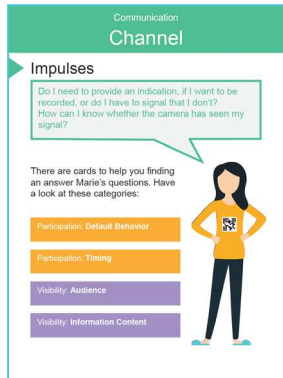 Communication
Channel
Impulses
Do I need to provide an indication, if I want to be
recorded, or do I have to signal that I don't?
How can I know whether the camera has seen my
signal?
There are cards to help you finding
an answer Marie's questions. Have
a look at these categories:
Participation: Default Behavior
Participation: Timing
Visibility: Audience
Visibility: Information Content